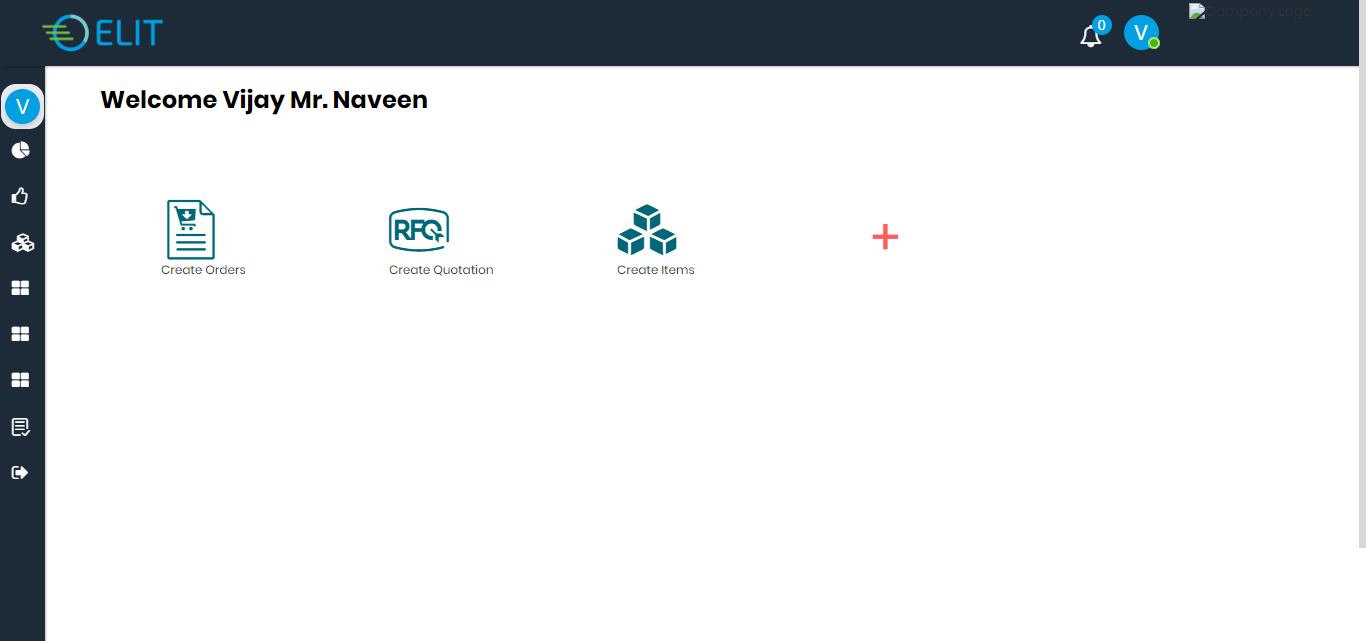 ELIT
0
V
Company Logo
V
Welcome Vijay Mr. Naveen
RFQ
Create Orders
Create Quotation
Create Items